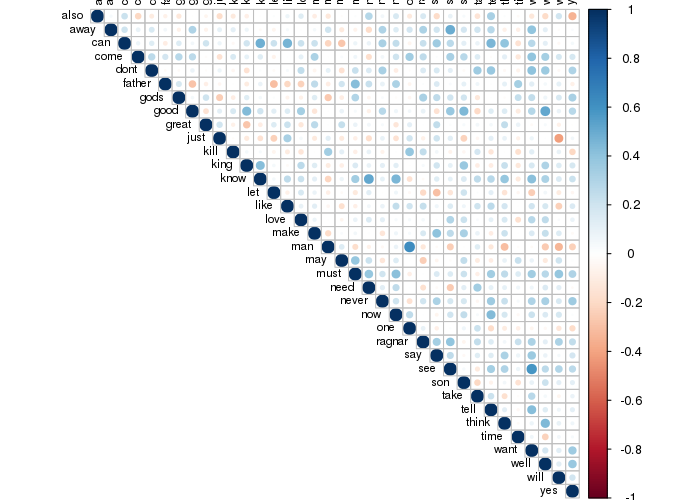 also
away
can
come
dont
father
gods
good
great
just
kill
king
know
let
like
love
make
man
may
must
need
never
now
one
ragnar
say
see
son
take
tell
think
time
want
well
will
yes
1
0.8
0.6
0.4
0.2
0
-0.2
-0.4
-0.6
-0.8
-1